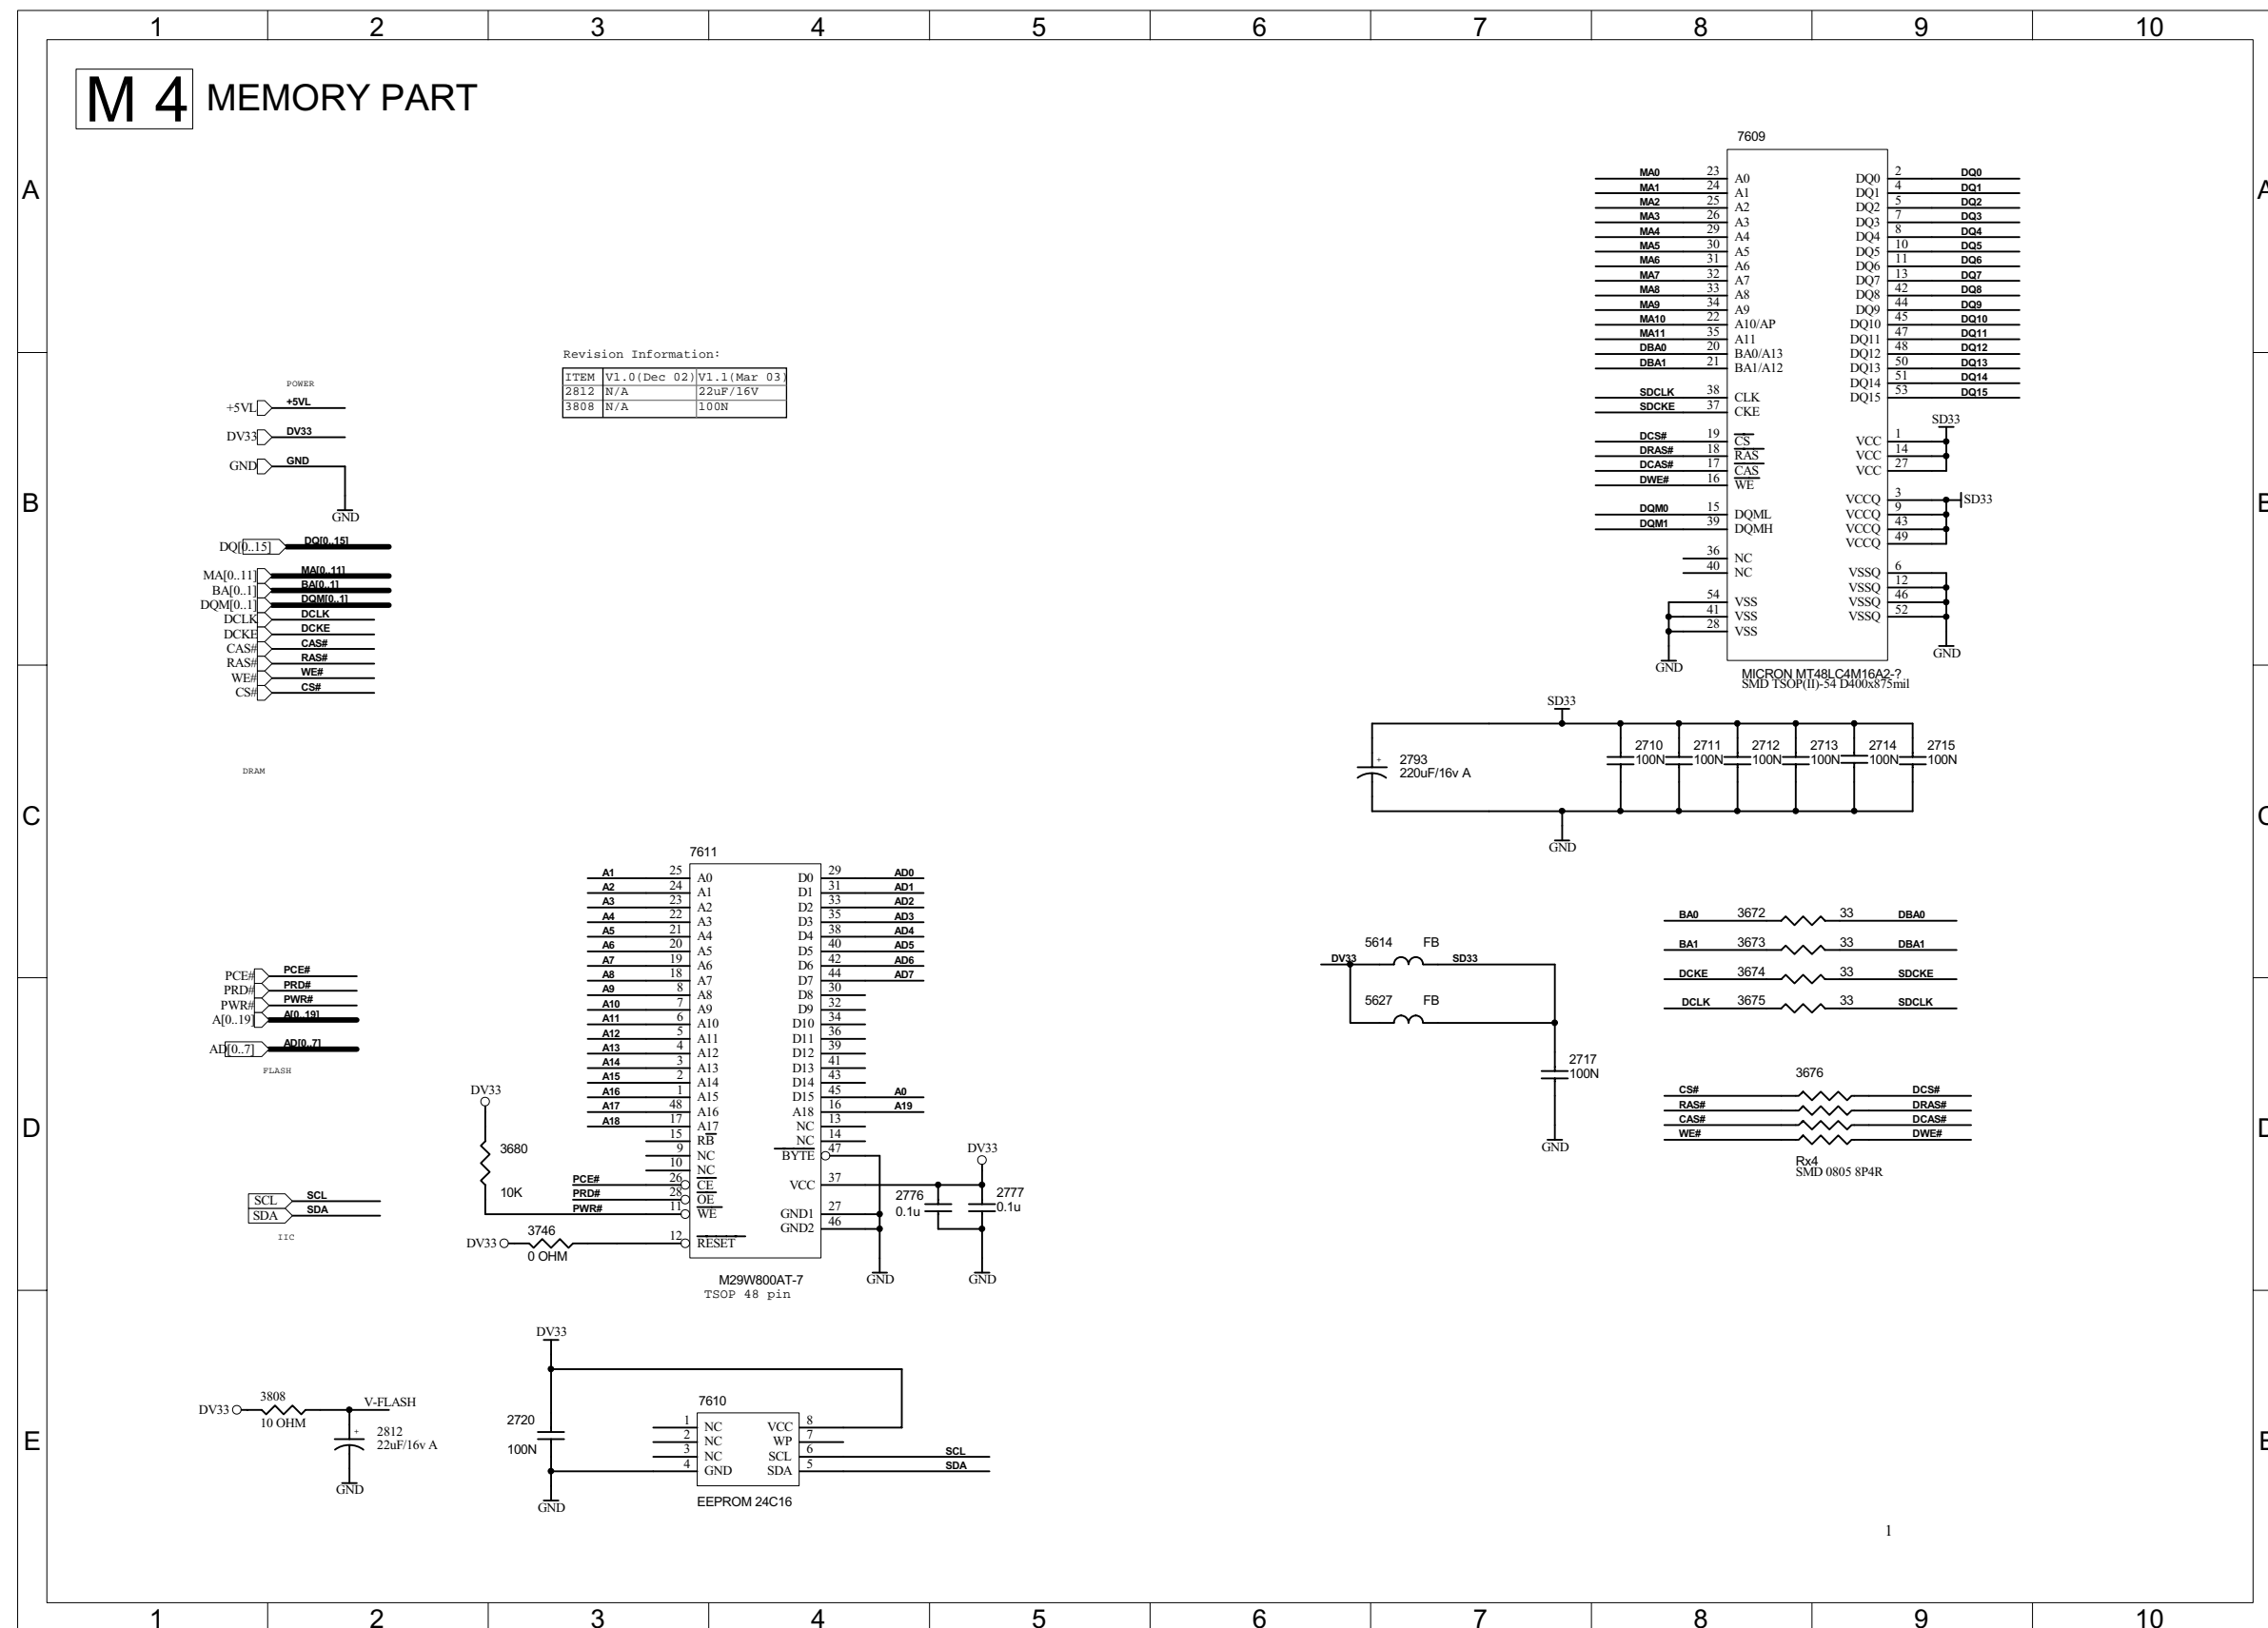 1 2 3 4 5 6 7 8 9 10
M 4 MEMORY PART
A
B
C
D
E
Revision Information:
ITEM V1.0(Dec 02) V1.1(Mar 03)
2812 N/A 22uF/16V
3808 N/A 100N
POWER
+5VL +5VL
DV33 DV33
GND GND
GND
DQ[0..15] DQ[0..15]
MA[0..11] MA[0..11]
BA[0..1] BA[0..1]
DQM[0..1] DQM[0..1]
DCLK DCLK
DCKE DCKE
CAS# CAS#
RAS# RAS#
WE# WE#
CS# CS#
DRAM
PCE# PCE#
PRD# PRD#
PWR# PWR#
A[0..19] A[0..19]
AD[0..7] AD[0..7]
FLASH
SCL SCL
SDA SDA
IIC
7609
MA0 23 A0 DQ0 2 DQ0
MA1 24 A1 DQ1 4 DQ1
MA2 25 A2 DQ2 5 DQ2
MA3 26 A3 DQ3 7 DQ3
MA4 29 A4 DQ4 8 DQ4
MA5 30 A5 DQ5 10 DQ5
MA6 31 A6 DQ6 11 DQ6
MA7 32 A7 DQ7 13 DQ7
MA8 33 A8 DQ8 42 DQ8
MA9 34 A9 DQ9 44 DQ9
MA10 22 A10/AP DQ10 45 DQ10
MA11 35 A11 DQ11 47 DQ11
DBA0 20 BA0/A13 DQ12 48 DQ12
DBA1 21 BA1/A12 DQ13 50 DQ13
DQ14 51 DQ14
SDCLK 38 CLK DQ15 53 DQ15
SDCKE 37 CKE
SD33
DCS# 19 CS VCC 1
DRAS# 18 RAS VCC 14
DCAS# 17 CAS VCC 27
DWE# 16 WE
VCCQ 3 SD33
DQM0 15 DQML VCCQ 9
DQM1 39 DQMH VCCQ 43
VCCQ 49
36 NC
40 NC VSSQ 6
VSSQ 12
54 VSS VSSQ 46
41 VSS VSSQ 52
28 VSS
GND GND
MICRON MT48LC4M16A2-?
SMD TSOP(II)-54 D400x875mil
SD33
2793
220uF/16v A
2710 2711 2712 2713 2714 2715
100N 100N 100N 100N 100N 100N
GND
7611
A1 25 A0 D0 29 AD0
A2 24 A1 D1 31 AD1
A3 23 A2 D2 33 AD2
A4 22 A3 D3 35 AD3
A5 21 A4 D4 38 AD4
A6 20 A5 D5 40 AD5
A7 19 A6 D6 42 AD6
A8 18 A7 D7 44 AD7
A9 8 A8 D8 30
A10 7 A9 D9 32
A11 6 A10 D10 34
A12 5 A11 D11 36
A13 4 A12 D12 39
A14 3 A13 D13 41
A15 2 A14 D14 43
A16 1 A15 D15 45 A0
A17 48 A16 A18 16 A19
A18 17 A17 NC 13
15 RB NC 14
9 NC BYTE 47
10 NC
PCE# 26 CE VCC 37
PRD# 28 OE
PWR# 11 WE GND1 27
GND2 46
12 RESET
DV33
3680
10K
DV33 3746
0 OHM
DV33
2776
0.1u
2777
0.1u
GND GND
M29W800AT-7
TSOP 48 pin
5614 FB
DV33 SD33
5627 FB
2717
100N
GND
BA0 3672 33 DBA0
BA1 3673 33 DBA1
DCKE 3674 33 SDCKE
DCLK 3675 33 SDCLK
3676
CS# DCS#
RAS# DRAS#
CAS# DCAS#
WE# DWE#
Rx4
SMD 0805 8P4R
DV33 3808 V-FLASH
10 OHM
2812
22uF/16v A
GND
DV33
2720
100N
GND
7610
1 NC VCC 8
2 NC WP 7
3 NC SCL 6 SCL
4 GND SDA 5 SDA
EEPROM 24C16
1
A
B
C
D
E
1 2 3 4 5 6 7 8 9 10